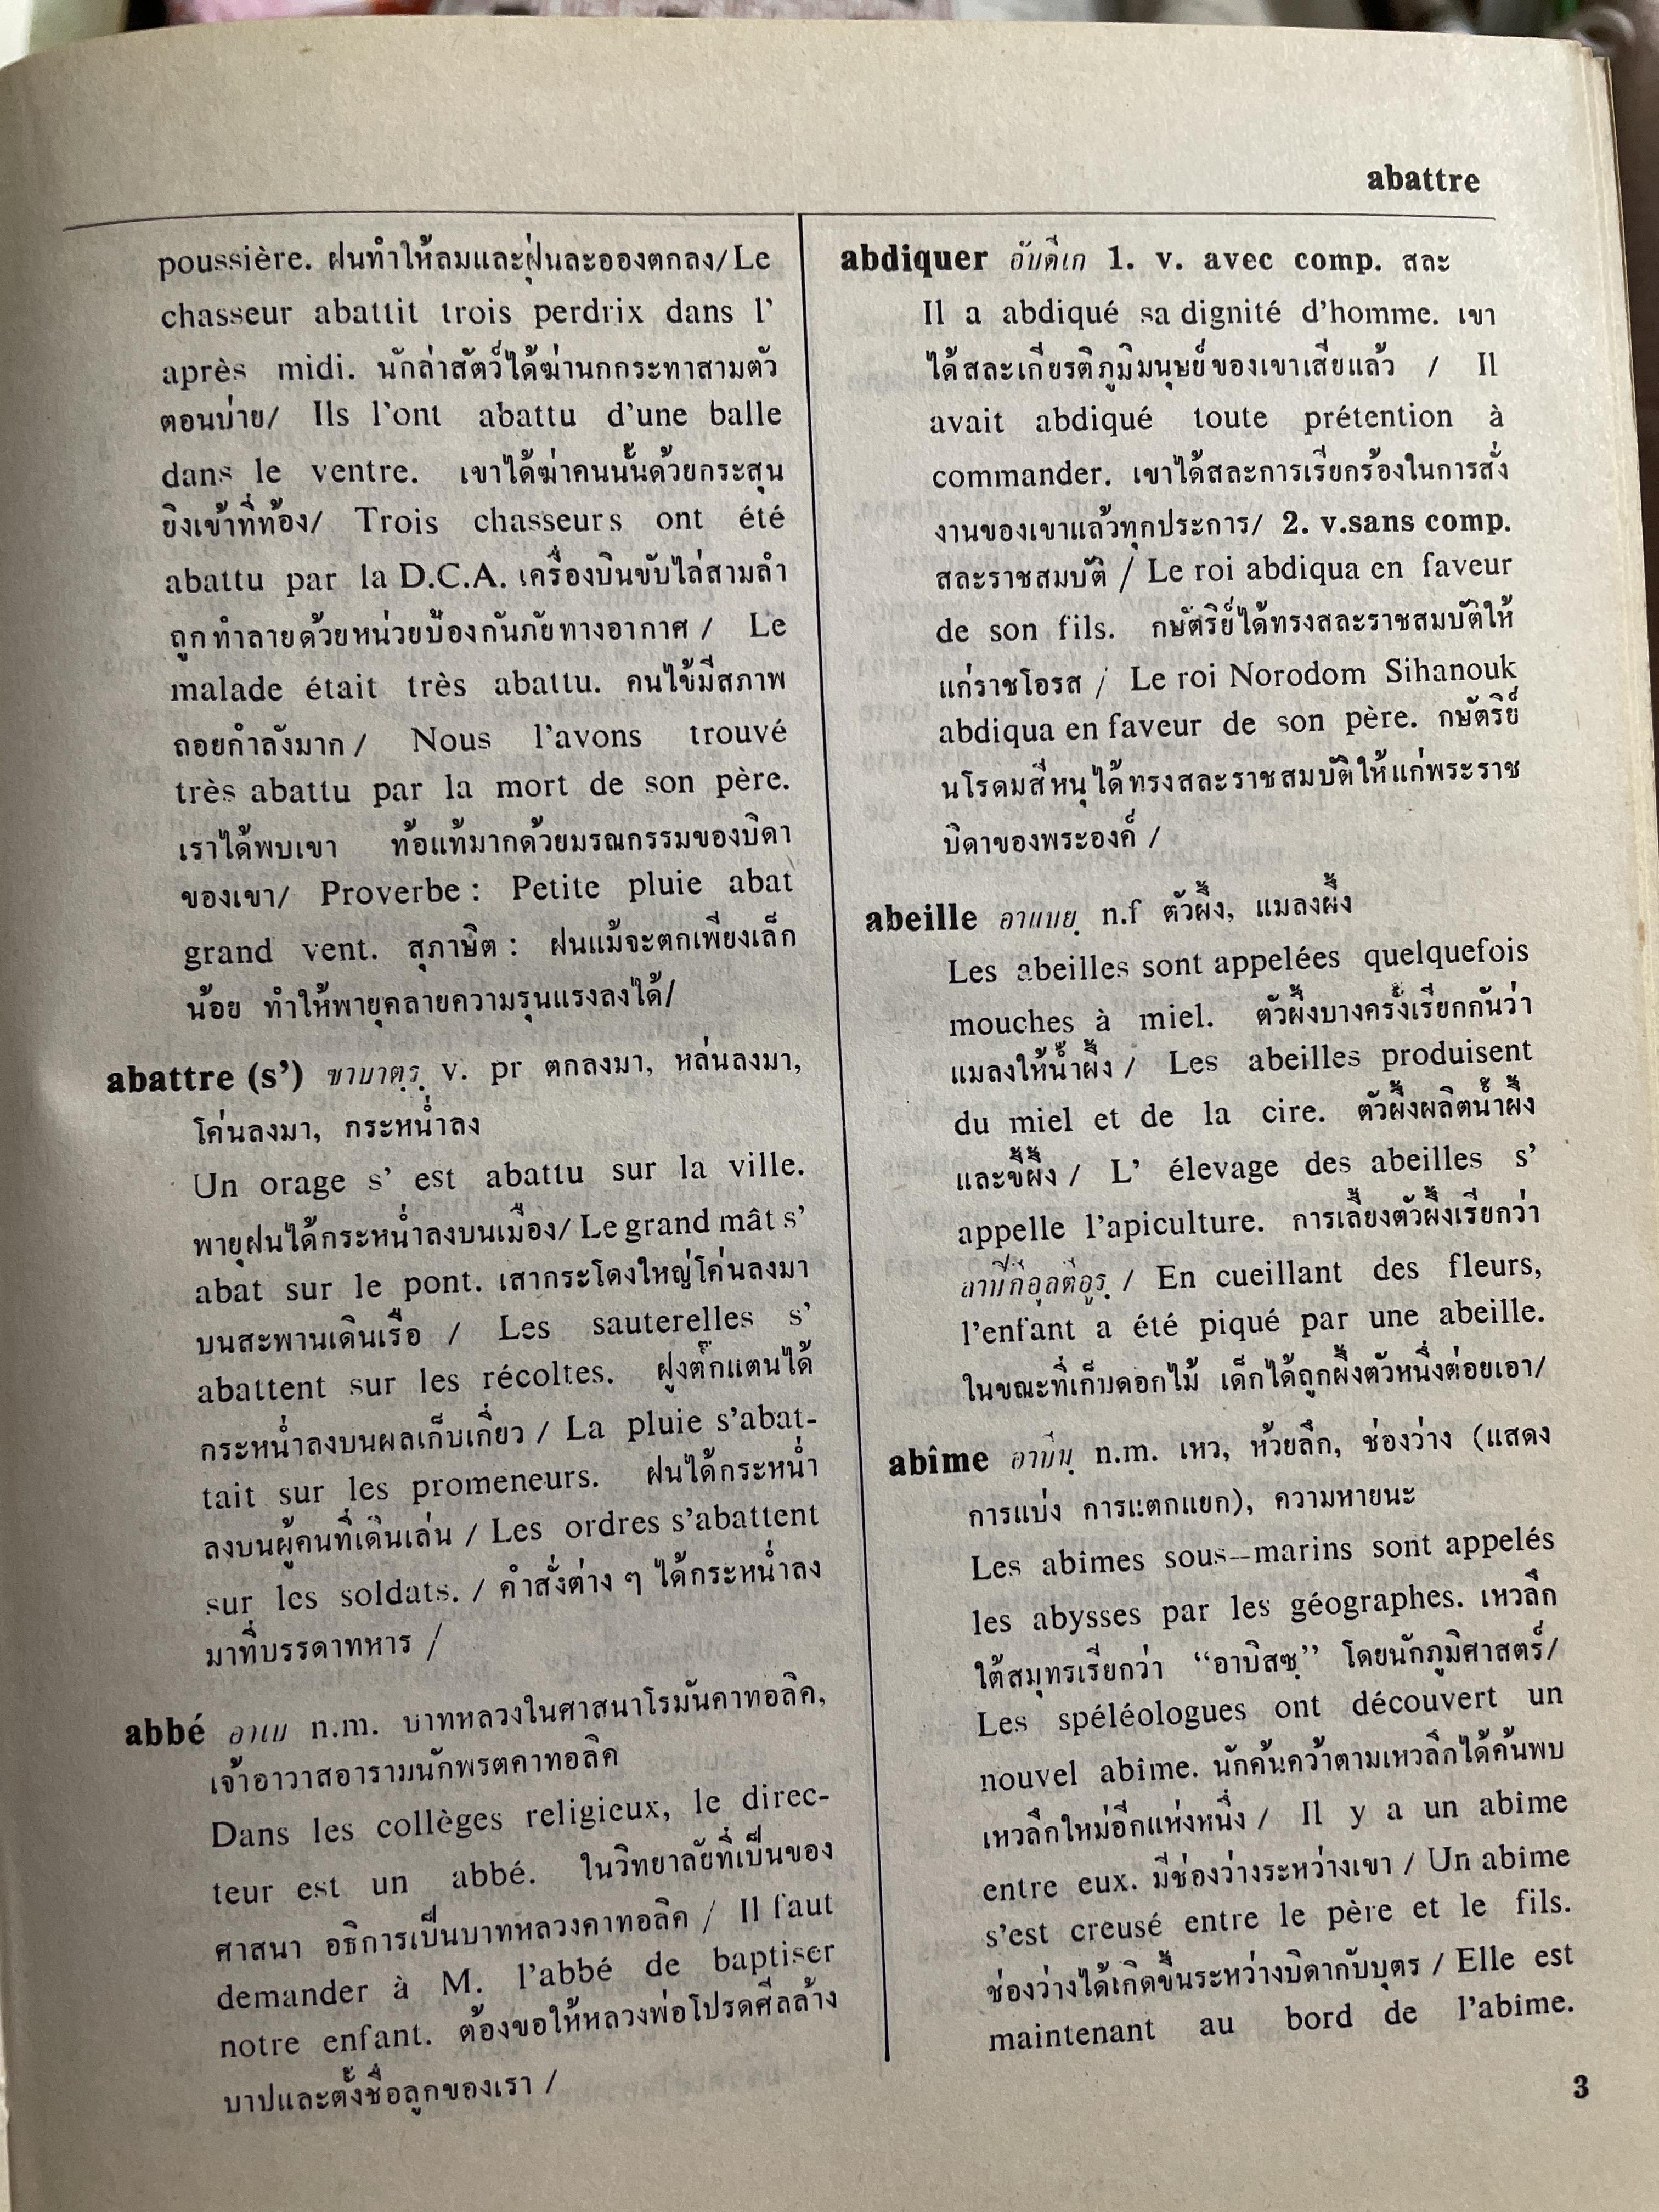 abattre
poussière. ฝนทำให้ลมและฝุ่นละอองตกลง/ Le
chasseur abattit trois perdrix dans l’
après midi. นักล่าสัตว์ได้ฆ่านกกระทาสามตัว
ตอนบ่าย/ Ils l’ont abattu d’une balle
dans le ventre. เขาได้ฆ่าคนนั้นด้วยกระสุน
ยิงเข้าที่ท้อง/ Trois chasseurs ont été
abattu par la D.C.A. เครื่องบินขับไล่สามลำ
ถูกทำลายด้วยหน่วยป้องกันภัยทางอากาศ / Le
malade était très abattu. คนไข้มีสภาพ
ถอยกำลังมาก / Nous l’avons trouvé
très abattu par la mort de son père.
เราได้พบเขา ท้อแท้มากด้วยมรณกรรมของบิดา
ของเขา/ Proverbe : Petite pluie abat
grand vent. สุภาษิต : ฝนแม้จะตกเพียงเล็ก
น้อย ทำให้พายุคลายความรุนแรงลงได้/
abattre (s’) ซาบาตฺรฺ v. pr ตกลงมา, หล่นลงมา,
โค่นลงมา, กระหน่ำลง
Un orage s’ est abattu sur la ville.
พายุฝนได้กระหน่ำลงบนเมือง/ Le grand mât s’
abat sur le pont. เสากระโดงใหญ่โค่นลงมา
บนสะพานเดินเรือ / Les sauterelles s’
abattent sur les récoltes. ฝูงตั๊กแตนได้
กระหน่ำลงบนผลเก็บเกี่ยว / La pluie s’abat-
tait sur les promeneurs. ฝนได้กระหน่ำ
ลงบนผู้คนที่เดินเล่น / Les ordres s’abattent
sur les soldats. / คำสั่งต่าง ๆ ได้กระหน่ำลง
มาที่บรรดาทหาร /
abbé อาเบ n.m. บาทหลวงในศาสนาโรมันคาทอลิค,
เจ้าอาวาสอารามนักพรตคาทอลิค
Dans les collèges religieux, le direc-
teur est un abbé. ในวิทยาลัยที่เป็นของ
ศาสนา อธิการเป็นบาทหลวงคาทอลิค / Il faut
demander à M. l’abbé de baptiser
notre enfant. ต้องขอให้หลวงพ่อโปรดศีลล้าง
บาปและตั้งชื่อลูกของเรา /
abdiquer อับดีเก 1. v. avec comp. สละ
Il a abdiqué sa dignité d’homme. เขา
ได้สละเกียรติภูมิมนุษย์ของเขาเสียแล้ว / Il
avait abdiqué toute prétention à
commander. เขาได้สละการเรียกร้องในการสั่ง
งานของเขาแล้วทุกประการ/ 2. v.sans comp.
สละราชสมบัติ / Le roi abdiqua en faveur
de son fils. กษัตริย์ได้ทรงสละราชสมบัติให้
แก่ราชโอรส / Le roi Norodom Sihanouk
abdiqua en faveur de son père. กษัตริย์
นโรดมสีหนุได้ทรงสละราชสมบัติให้แก่พระราช
บิดาของพระองค์ /
abeille อาแบยฺ n.f ตัวผึ้ง, แมลงผึ้ง
Les abeilles sont appelées quelquefois
mouches à miel. ตัวผึ้งบางครั้งเรียกกันว่า
แมลงให้น้ำผึ้ง / Les abeilles produisent
du miel et de la cire. ตัวผึ้งผลิตน้ำผึ้ง
และขี้ผึ้ง / L’ élevage des abeilles s’
appelle l’apiculture. การเลี้ยงตัวผึ้งเรียกว่า
อาปีกือุลตืออูรฺ / En cueillant des fleurs,
l’enfant a été piqué par une abeille.
ในขณะที่เก็บดอกไม้ เด็กได้ถูกผึ้งตัวหนึ่งต่อยเอา/
abîme อาบีมฺ n.m. เหว, ห้วยลึก, ช่องว่าง (แสดง
การแบ่ง การแตกแยก), ความหายนะ
Les abîmes sous--marins sont appelés
les abysses par les géographes. เหวลึก
ใต้สมุทรเรียกว่า “อาบิสซฺ” โดยนักภูมิศาสตร์/
Les spéléologues ont découvert un
nouvel abîme. นักค้นคว้าตามเหวลึกได้ค้นพบ
เหวลึกใหม่อีกแห่งหนึ่ง / Il y a un abîme
entre eux. มีช่องว่างระหว่างเขา / Un abîme
s’est creusé entre le père et le fils.
ช่องว่างได้เกิดขึ้นระหว่างบิดากับบุตร / Elle est
maintenant au bord de l’abîme.
3